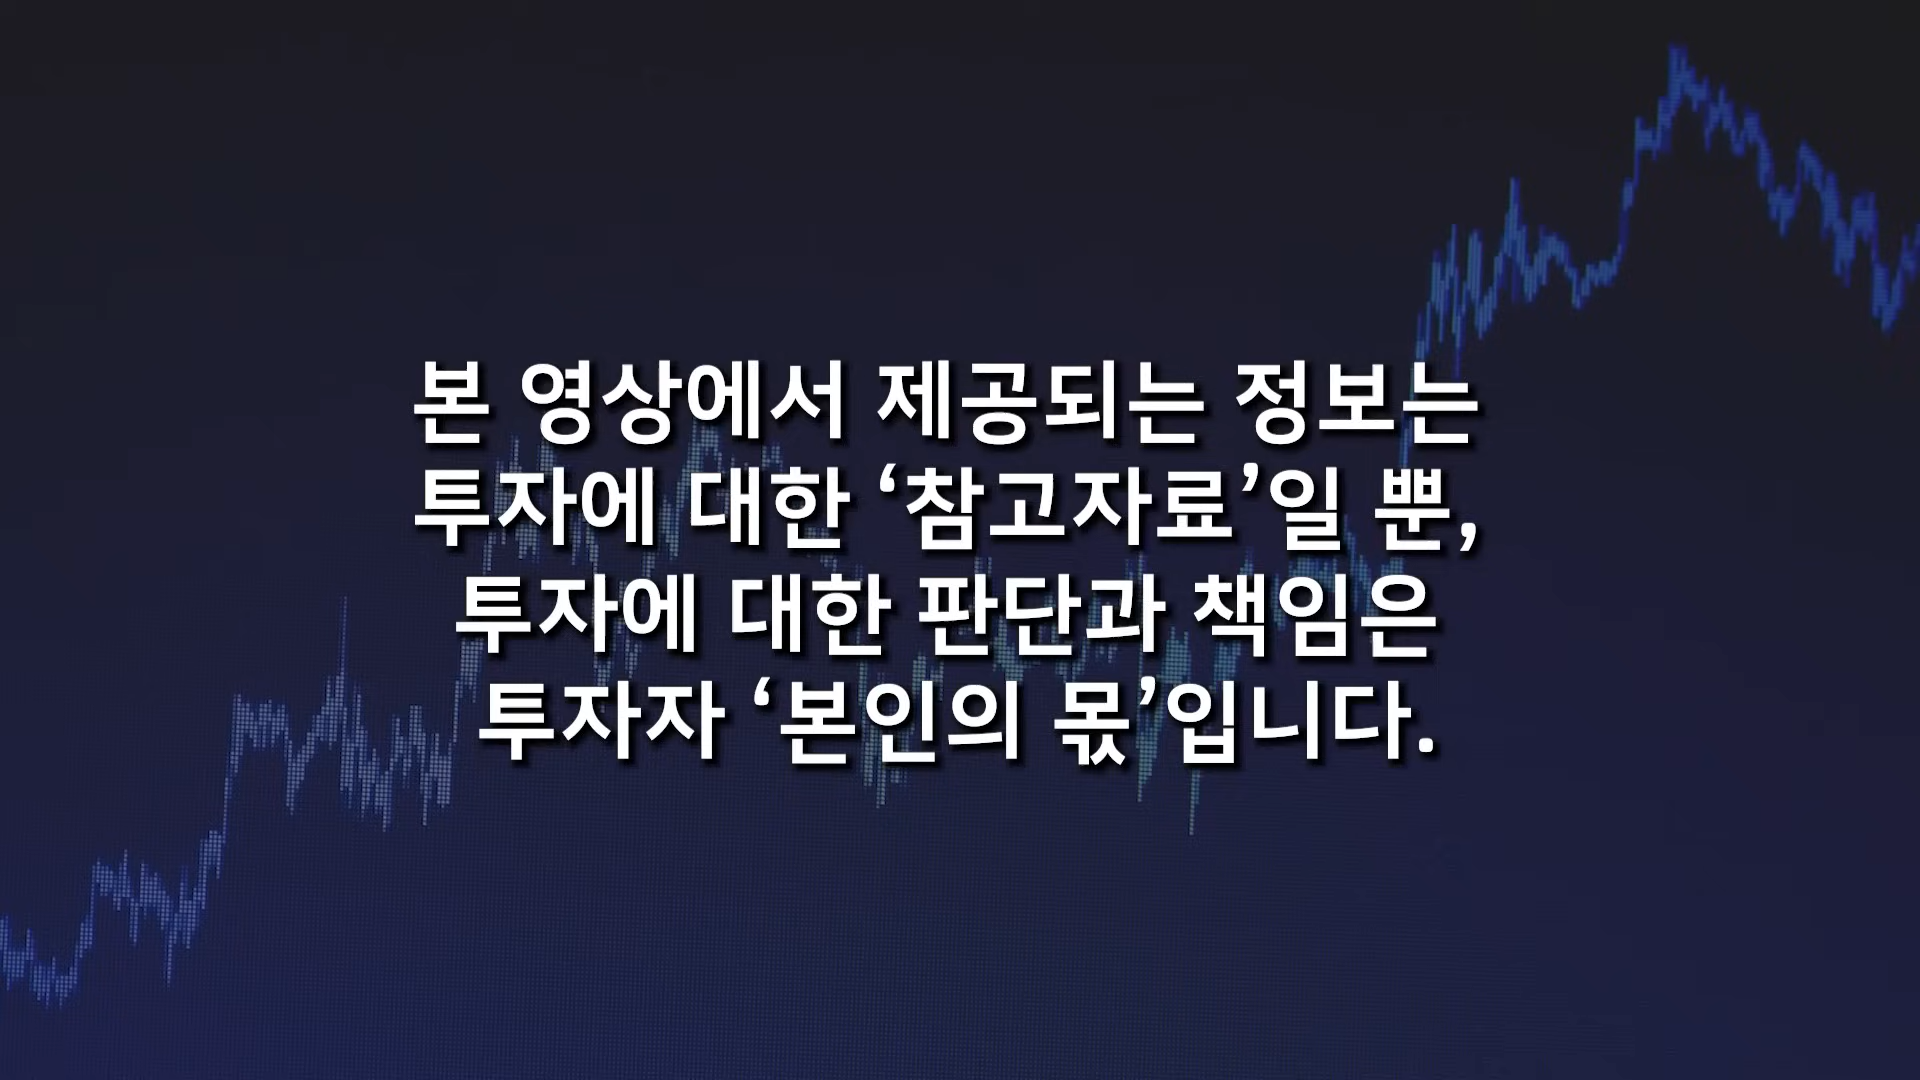 본 영상에서 제공되는 정보는
투자에 대한 ‘참고자료’일 뿐,
투자에 대한 판단과 책임은
투자자 ‘본인의 몫’입니다.